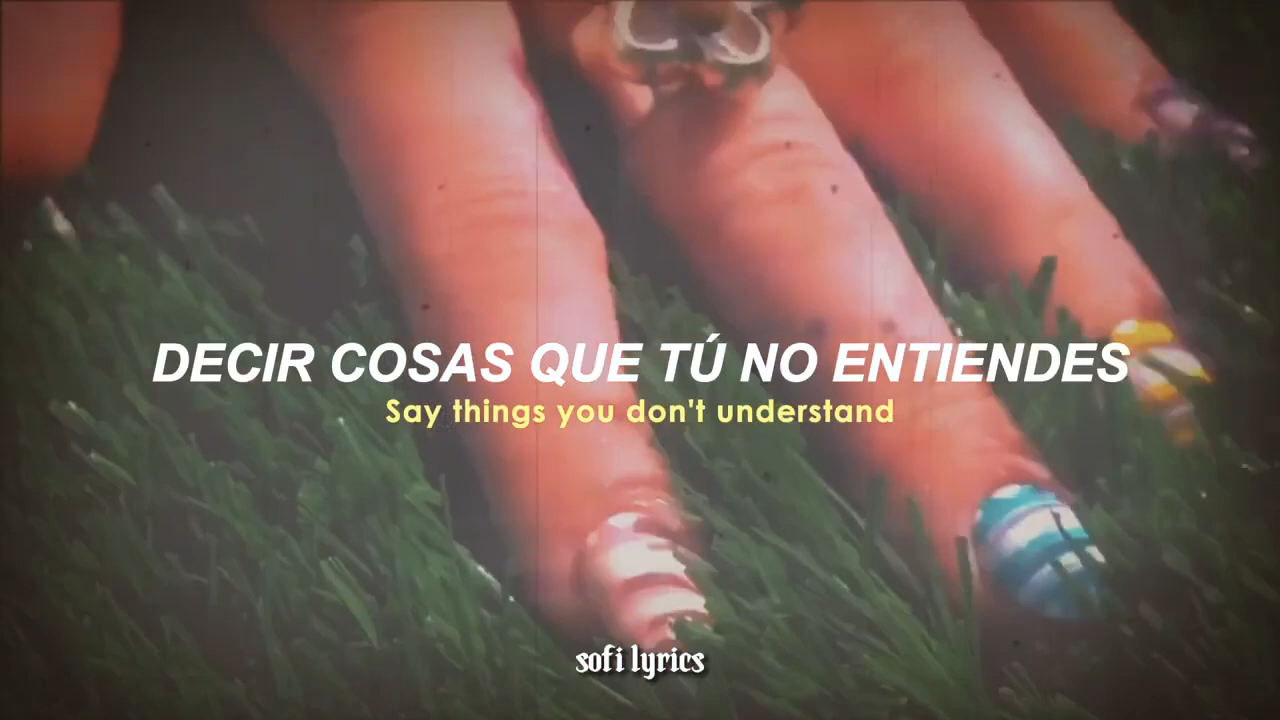 DECIR COSAS QUE TÚ NO ENTIENDES
Say things you don't understand
sofi lyrics